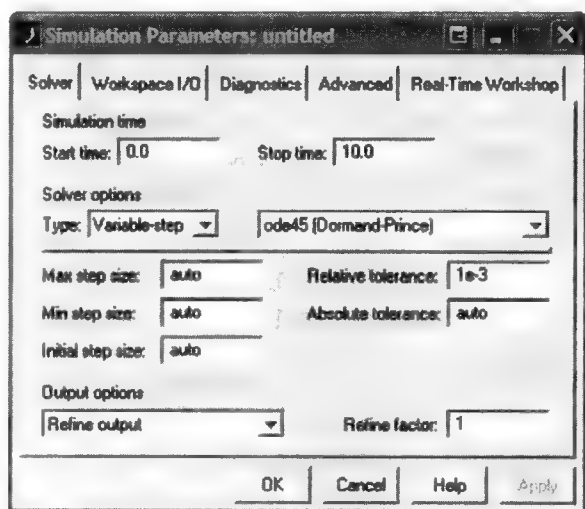 Simulation Parameters: untitled
Solver Workspace I/O Diagnostics Advanced Real-Time Workshop
Simulation time
Start time: 0.0 Stop time: 10.0
Solver options
Type: Variable-step ode45 (Dormand-Prince)
Max step size: auto Relative tolerance: 1e-3
Min step size: auto Absolute tolerance: auto
Initial step size: auto
Output options
Refine output Refine factor: 1
OK Cancel Help Apply